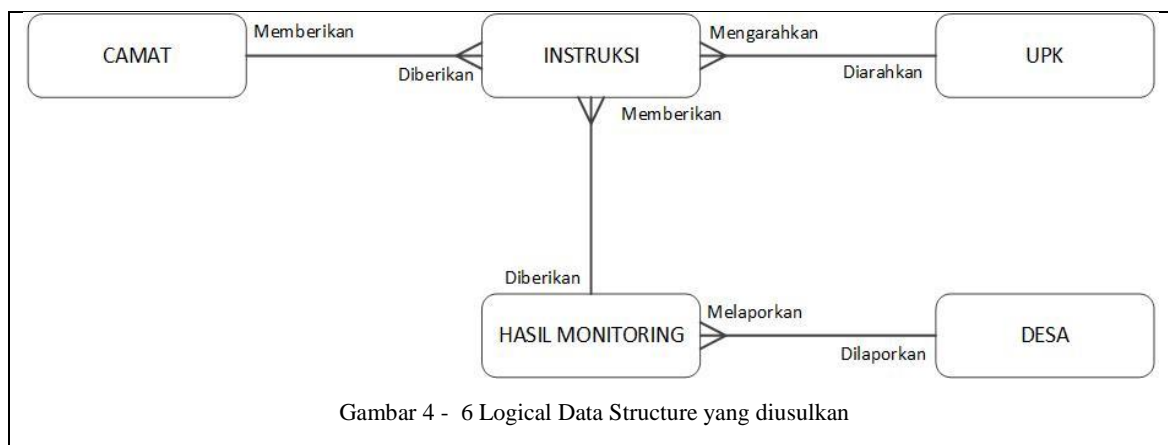 CAMAT
Memberikan
Diberikan
INSTRUKSI
Mengarahkan
Diarahkan
UPK
Memberikan
Diberikan
HASIL MONITORING
Melaporkan
Dilaporkan
DESA
Gambar 4 - 6 Logical Data Structure yang diusulkan